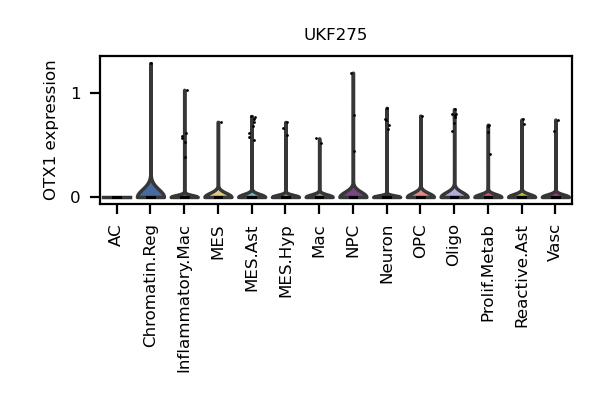 UKF275
OTX1 expression
1
0
AC
Chromatin.Reg
Inflammatory.Mac
MES
MES.Ast
MES.Hyp
Mac
NPC
Neuron
OPC
Oligo
Prolif.Metab
Reactive.Ast
Vasc